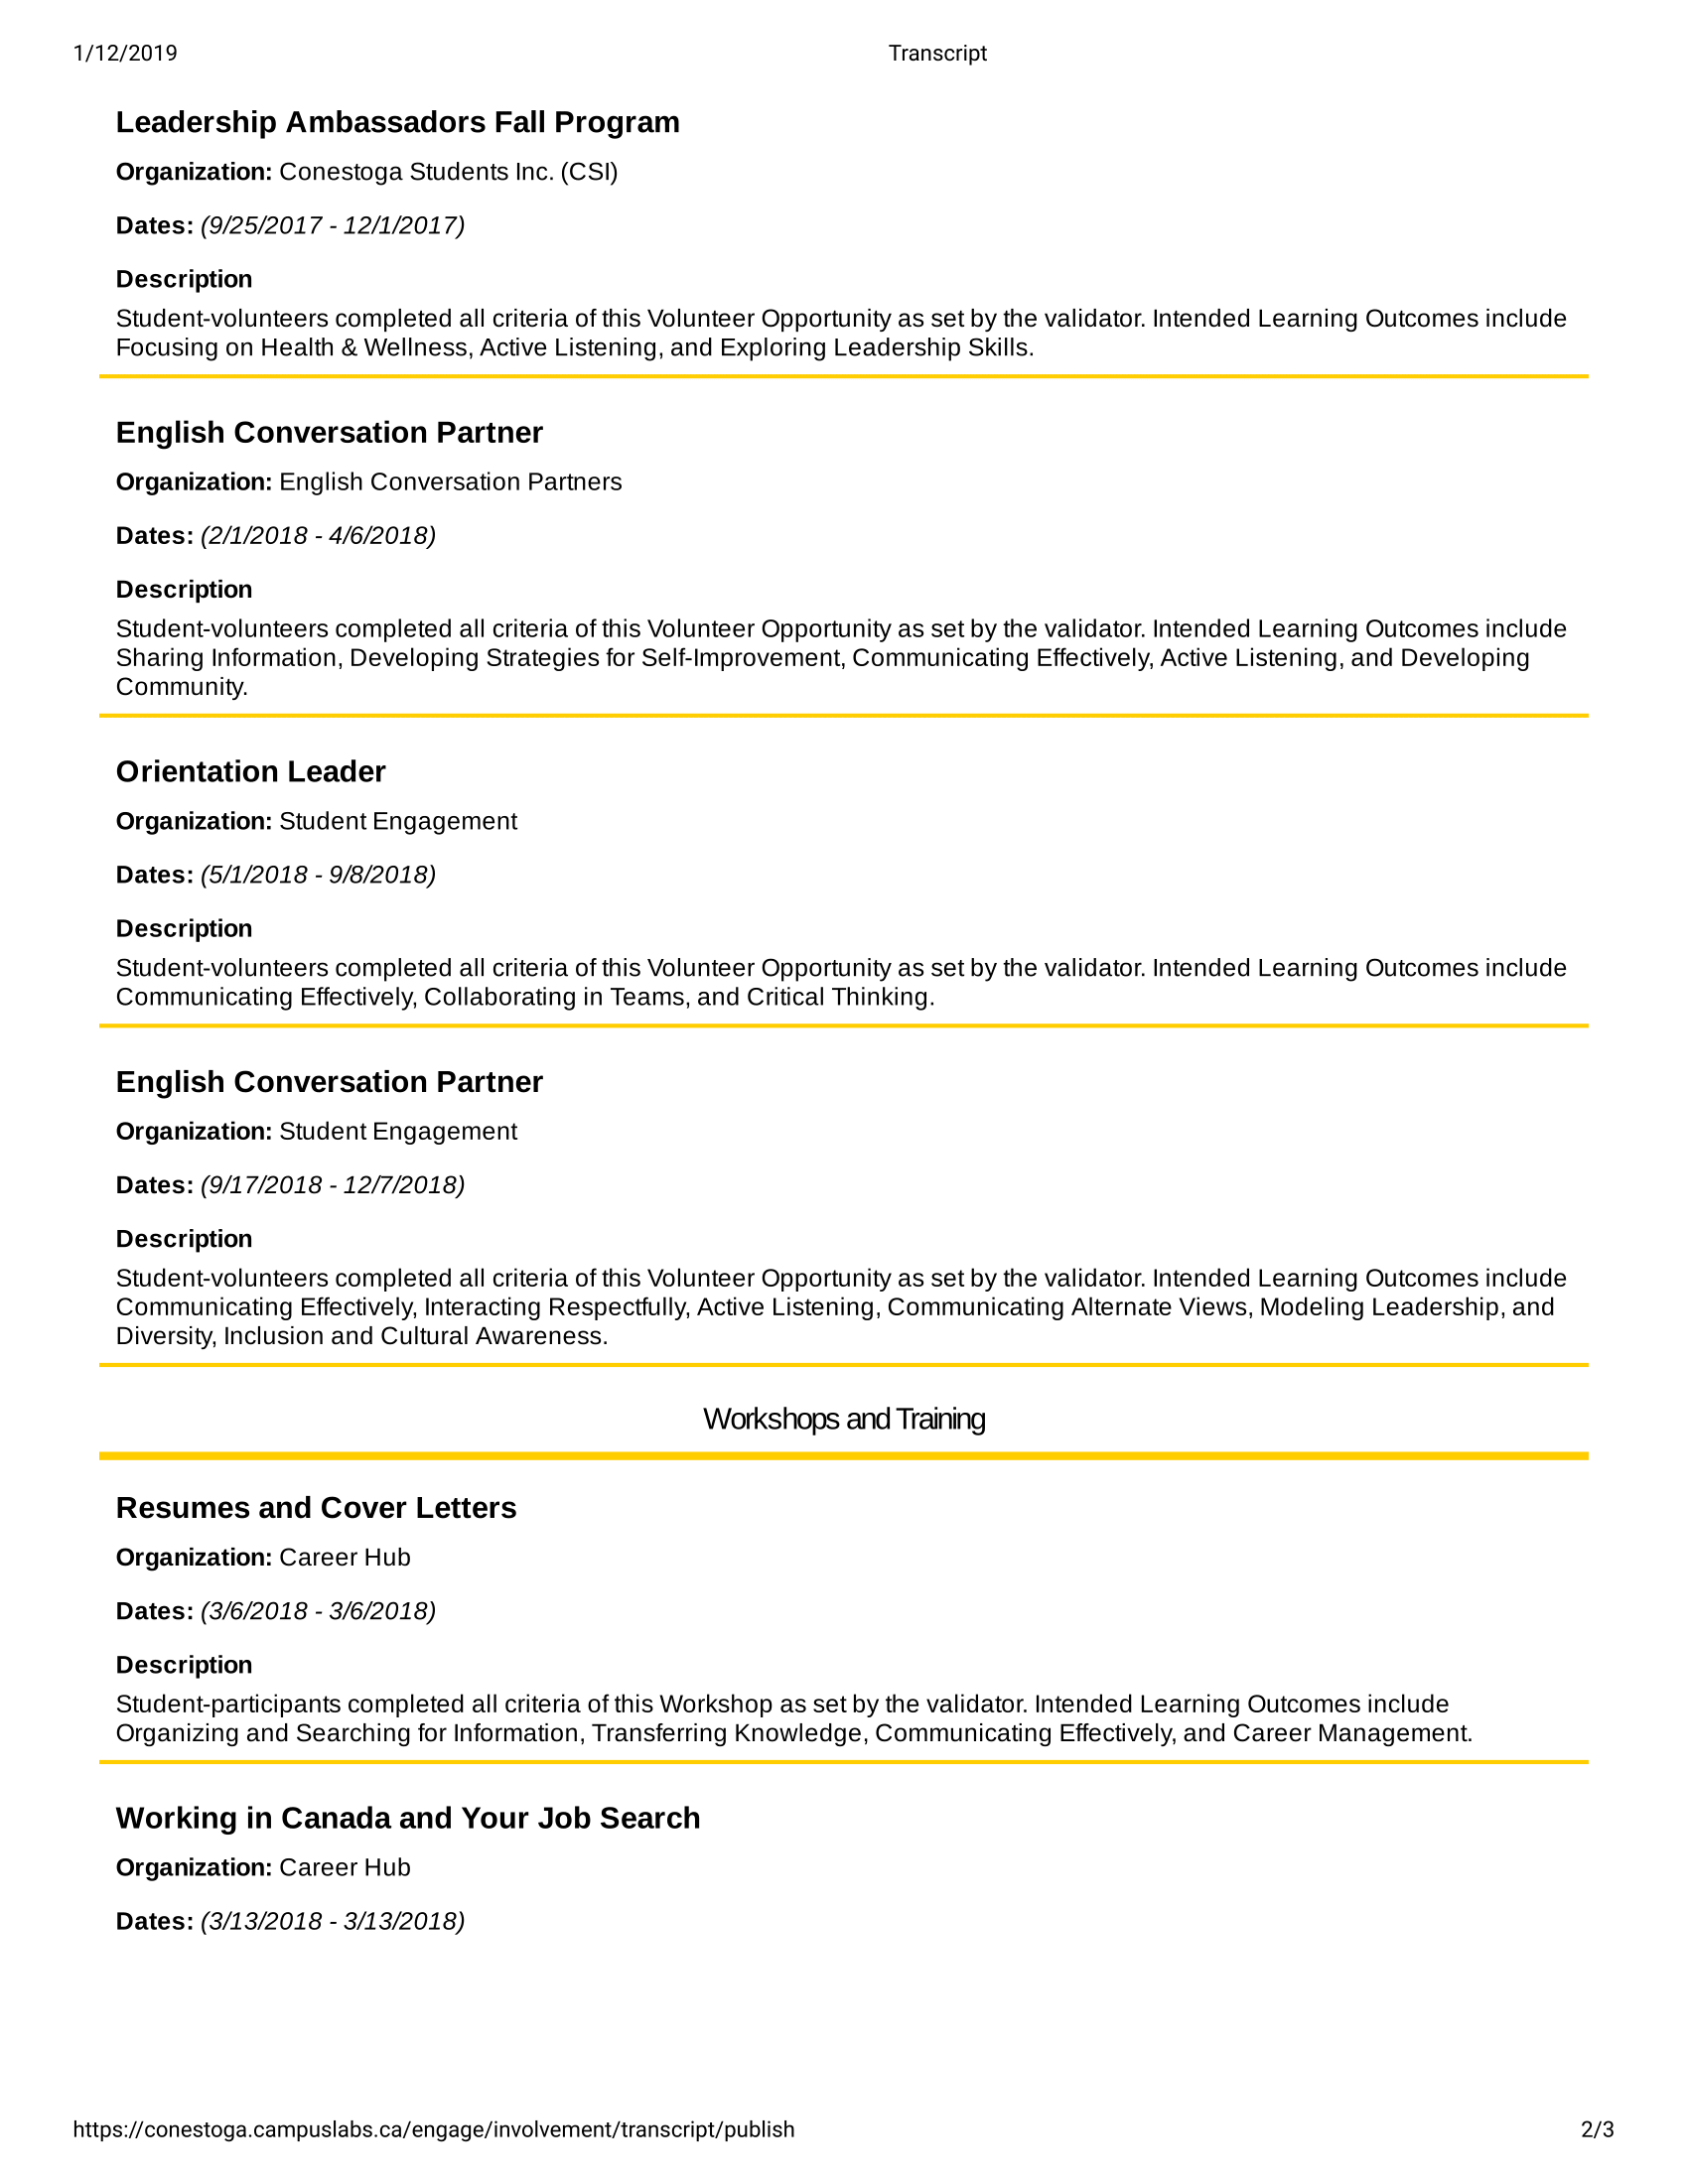 1/12/2019 Transcript
Leadership Ambassadors Fall Program
Organization: Conestoga Students Inc. (CSI)
Dates: (9/25/2017 - 12/1/2017)
Description
Student-volunteers completed all criteria of this Volunteer Opportunity as set by the validator. Intended Learning Outcomes include
Focusing on Health & Wellness, Active Listening, and Exploring Leadership Skills.
English Conversation Partner
Organization: English Conversation Partners
Dates: (2/1/2018 - 4/6/2018)
Description
Student-volunteers completed all criteria of this Volunteer Opportunity as set by the validator. Intended Learning Outcomes include
Sharing Information, Developing Strategies for Self-Improvement, Communicating Effectively, Active Listening, and Developing
Community.
Orientation Leader
Organization: Student Engagement
Dates: (5/1/2018 - 9/8/2018)
Description
Student-volunteers completed all criteria of this Volunteer Opportunity as set by the validator. Intended Learning Outcomes include
Communicating Effectively, Collaborating in Teams, and Critical Thinking.
English Conversation Partner
Organization: Student Engagement
Dates: (9/17/2018 - 12/7/2018)
Description
Student-volunteers completed all criteria of this Volunteer Opportunity as set by the validator. Intended Learning Outcomes include
Communicating Effectively, Interacting Respectfully, Active Listening, Communicating Alternate Views, Modeling Leadership, and
Diversity, Inclusion and Cultural Awareness.
Workshops and Training
Resumes and Cover Letters
Organization: Career Hub
Dates: (3/6/2018 - 3/6/2018)
Description
Student-participants completed all criteria of this Workshop as set by the validator. Intended Learning Outcomes include
Organizing and Searching for Information, Transferring Knowledge, Communicating Effectively, and Career Management.
Working in Canada and Your Job Search
Organization: Career Hub
Dates: (3/13/2018 - 3/13/2018)
https://conestoga.campuslabs.ca/engage/involvement/transcript/publish 2/3